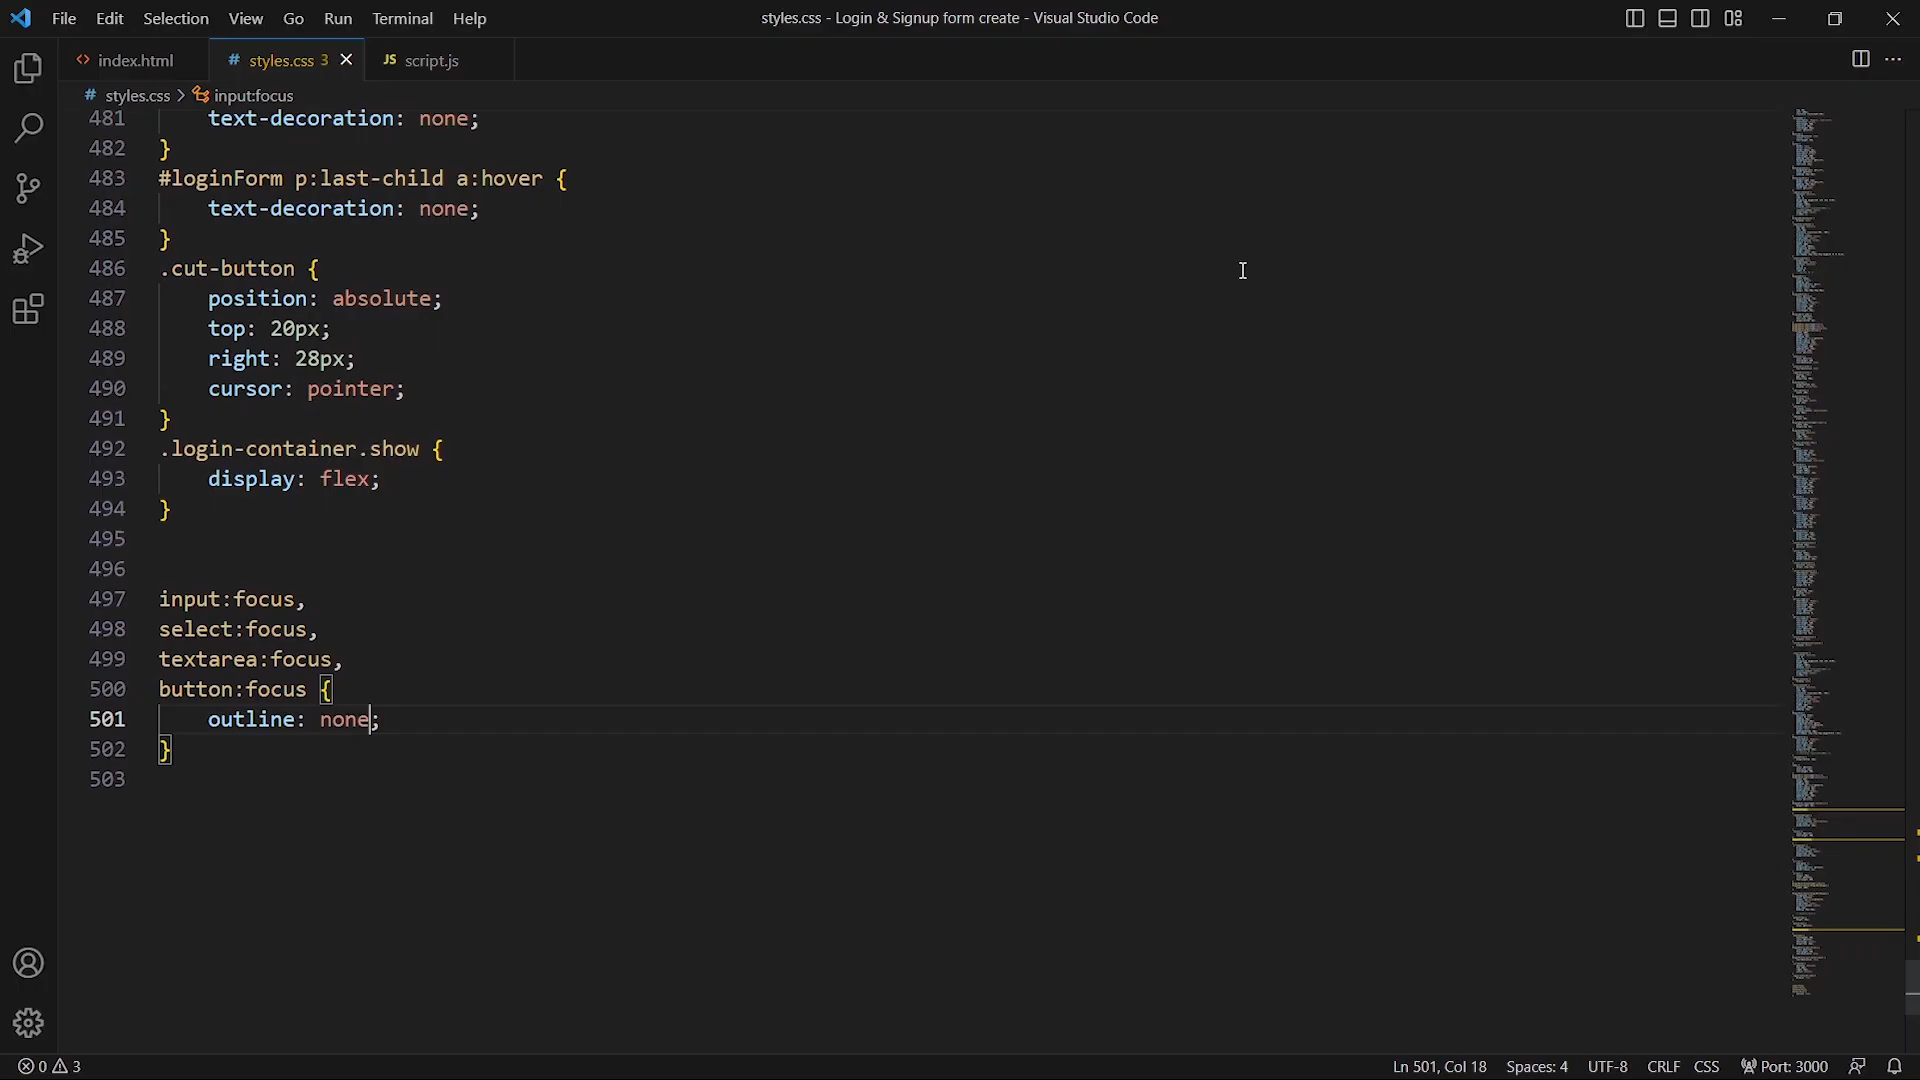 File Edit Selection View Go Run Terminal Help
styles.css - Login & Signup form create - Visual Studio Code
<> index.html
# styles.css 3
JS script.js
# styles.css > input:focus
481 text-decoration: none;
482 }
483 #loginForm p:last-child a:hover {
484 text-decoration: none;
485 }
486 .cut-button {
487 position: absolute;
488 top: 20px;
489 right: 28px;
490 cursor: pointer;
491 }
492 .login-container.show {
493 display: flex;
494 }
495
496
497 input:focus,
498 select:focus,
499 textarea:focus,
500 button:focus {
501 outline: none;
502 }
503
0 3 Ln 501, Col 18 Spaces: 4 UTF-8 CRLF CSS Port: 3000